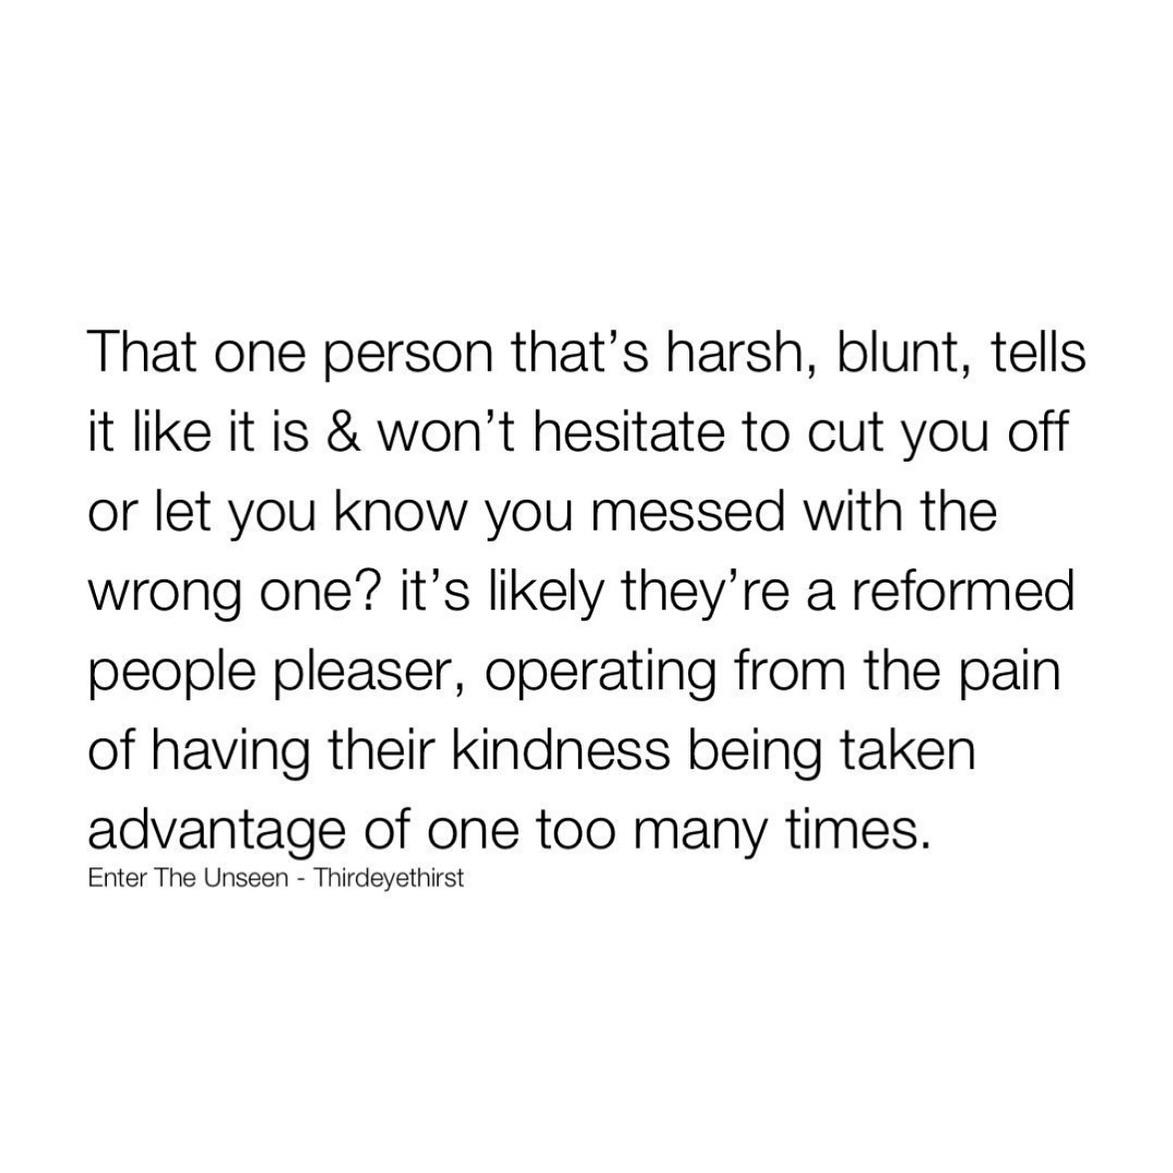 That one person that’s harsh, blunt, tells
it like it is & won’t hesitate to cut you off
or let you know you messed with the
wrong one? it’s likely they’re a reformed
people pleaser, operating from the pain
of having their kindness being taken
advantage of one too many times.
Enter The Unseen - Thirdeyethirst